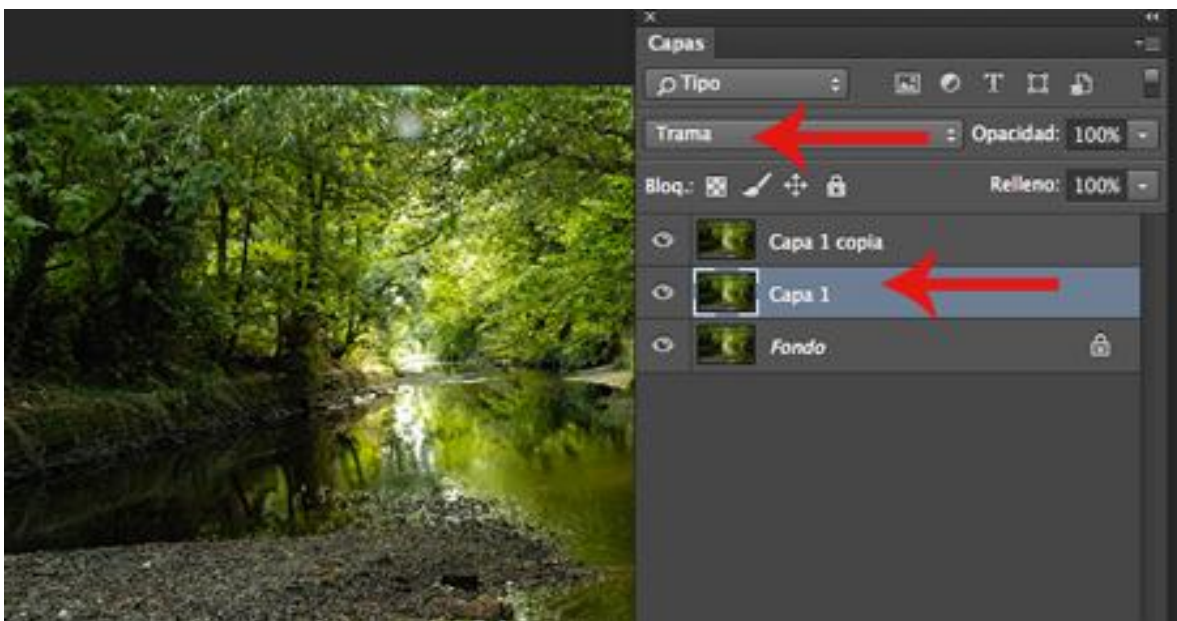 Capas
Tipo
Trama Opacidad: 100%
Bloq.: Relleno: 100%
Capa 1 copia
Capa 1
Fondo